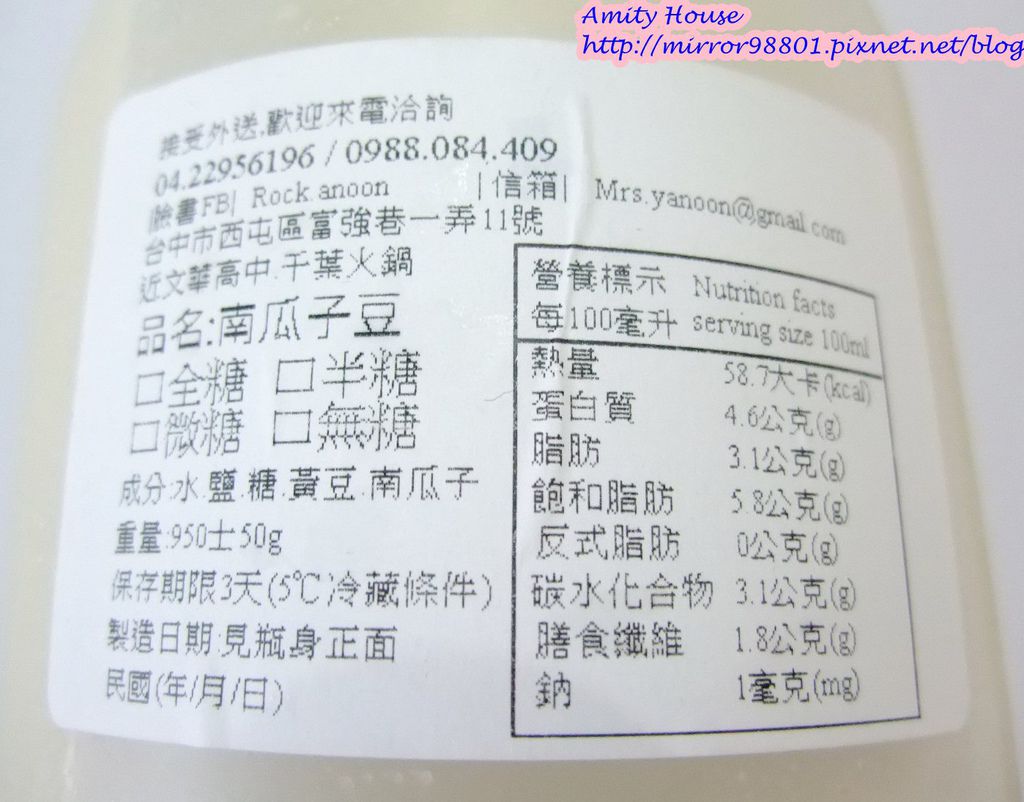 Amity House
http://mirror98801.pixnet.net/blog
接受外送,歡迎來電洽詢
04.22956196 / 0988.084.409
|臉書FB| Rock.anoon |信箱| Mrs.yanoon@gmail.com
台中市西屯區富強巷一弄11號
近文華高中.千葉火鍋
品名:南瓜子豆
□全糖 □半糖
□微糖 □無糖
成分:水.鹽.糖.黃豆.南瓜子
重量:950士50g
保存期限3天(5℃冷藏條件)
製造日期:見瓶身正面
民國(年/月/日)
營養標示 Nutrition facts
每100毫升 serving size 100ml
熱量 58.7大卡(kcal)
蛋白質 4.6公克(g)
脂肪 3.1公克(g)
飽和脂肪 5.8公克(g)
反式脂肪 0公克(g)
碳水化合物 3.1公克(g)
膳食纖維 1.8公克(g)
鈉 1毫克(mg)